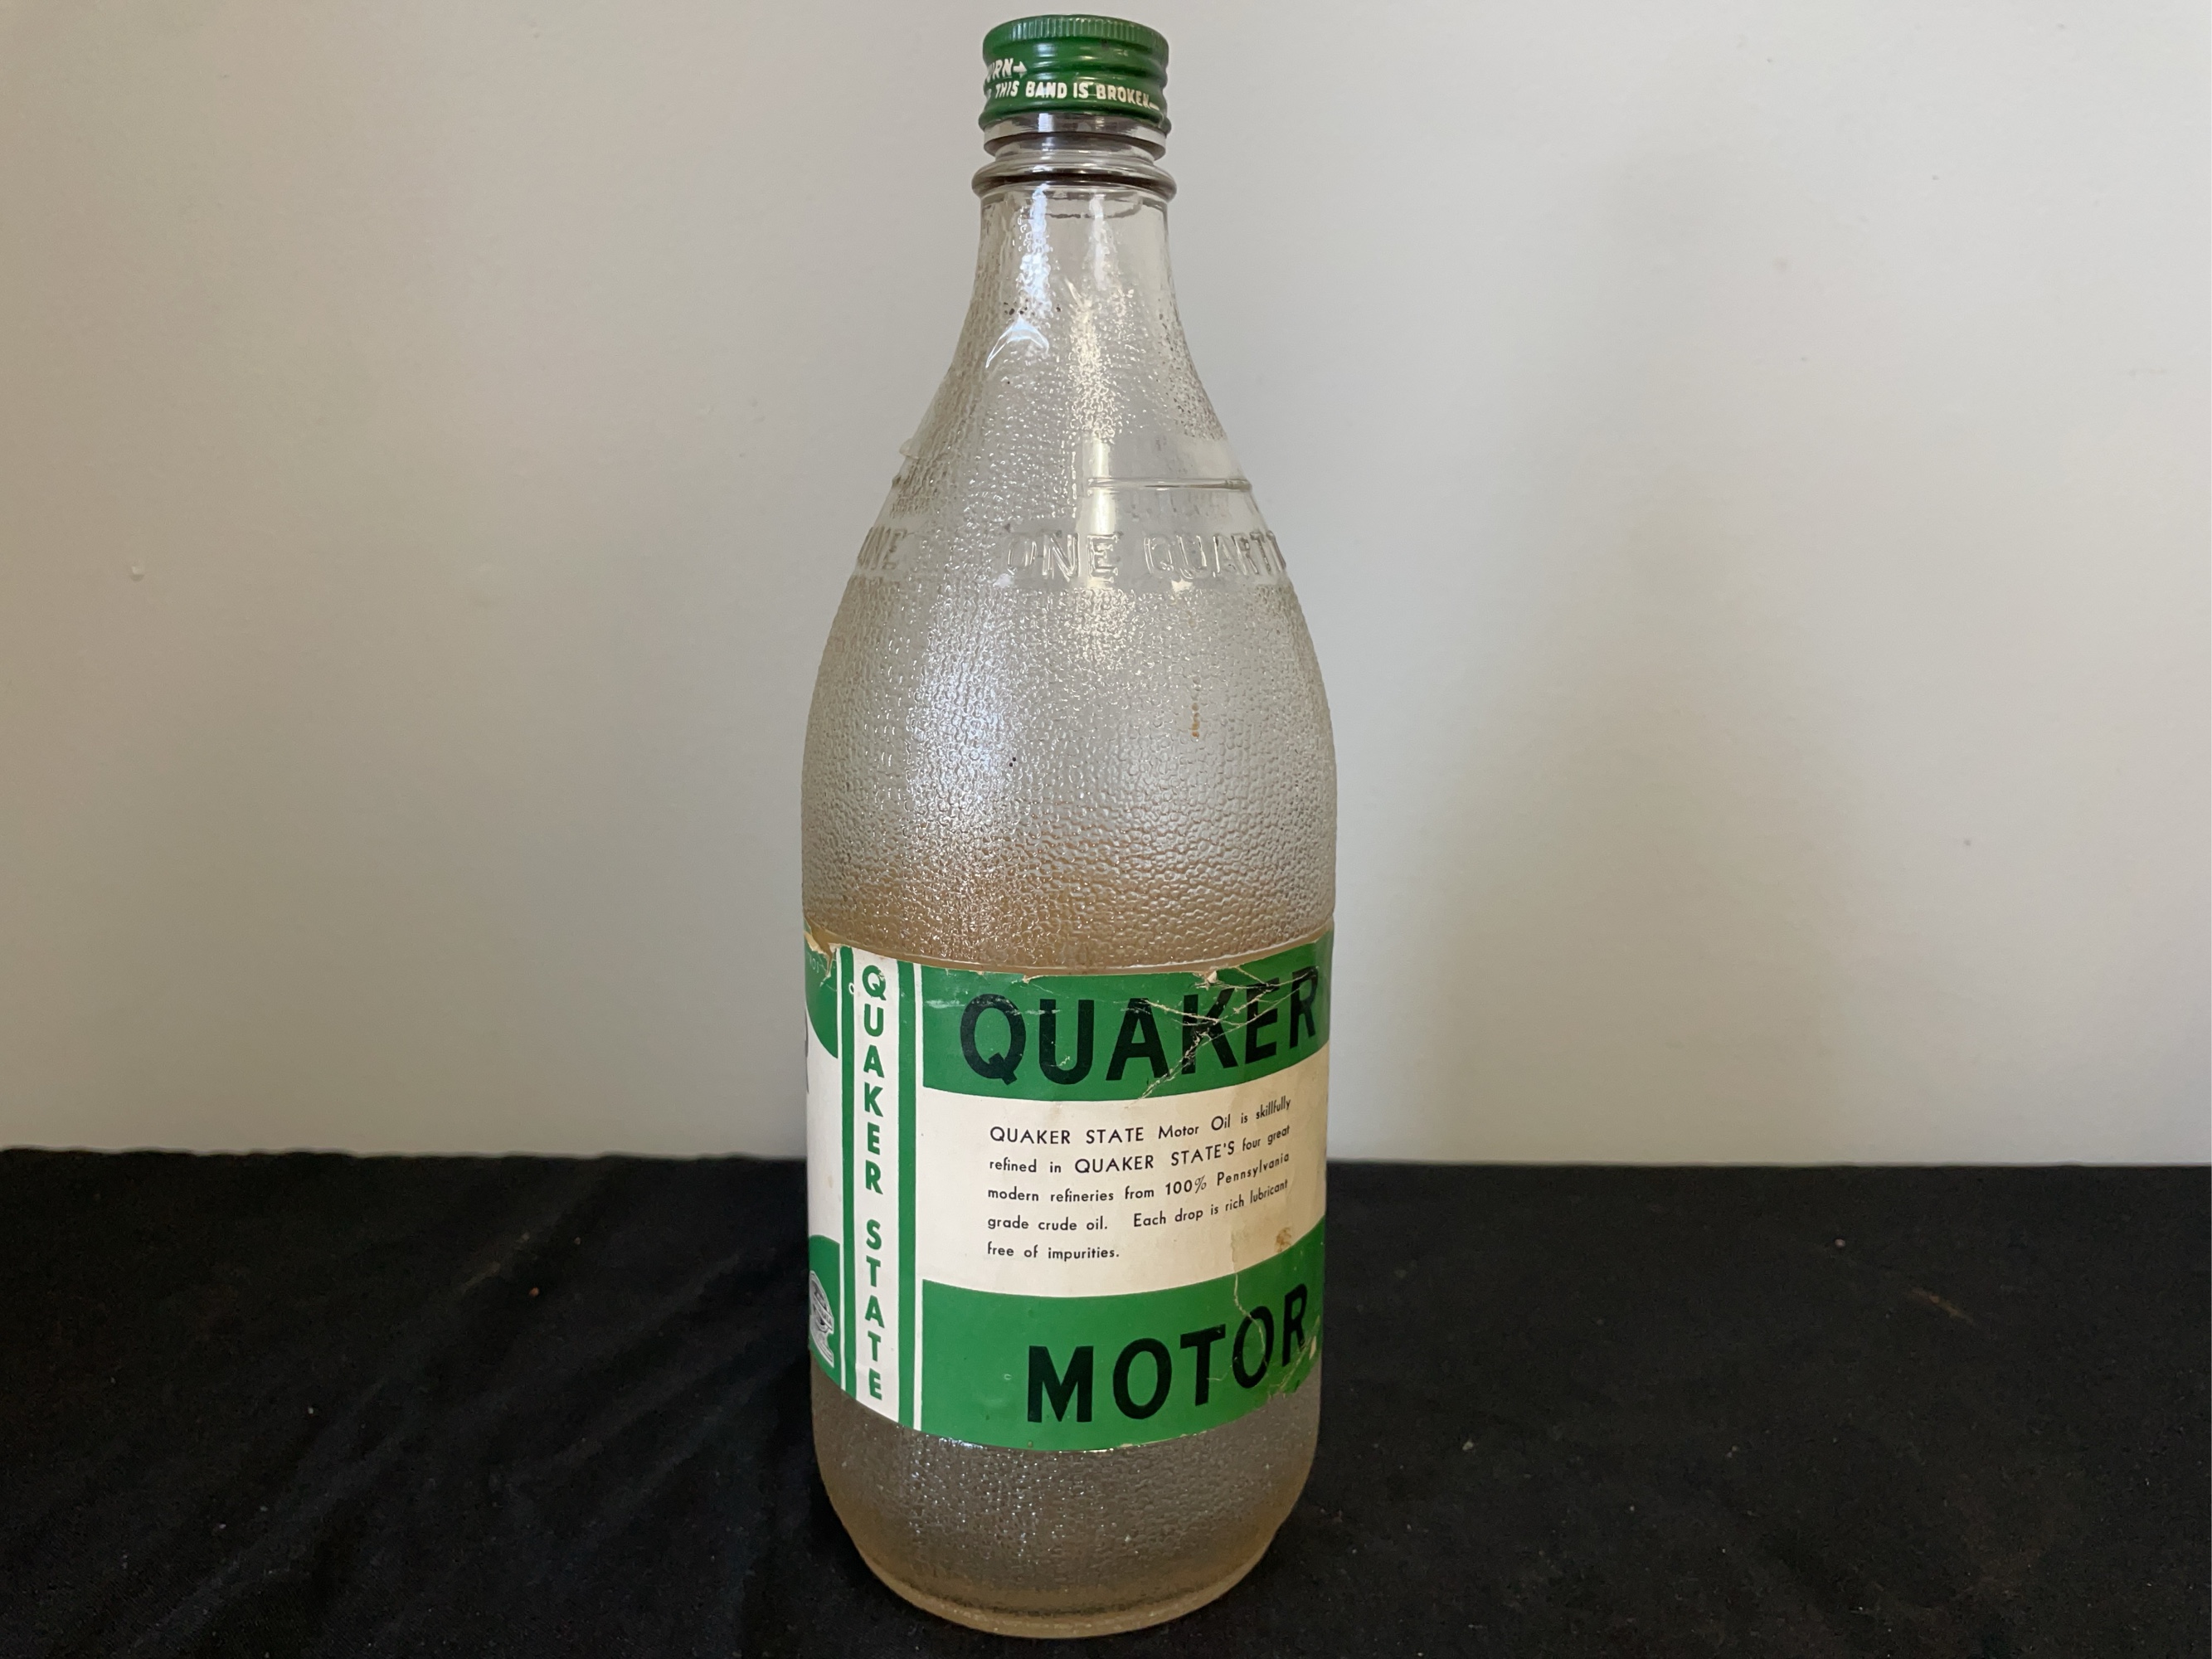 THIS BAND IS BROKEN
ONE QUART
QUAKER STATE
QUAKER
QUAKER STATE Motor Oil is skillfully
refined in QUAKER STATE'S four great
modern refineries from 100% Pennsylvania
grade crude oil. Each drop is rich lubricant
free of impurities.
MOTOR